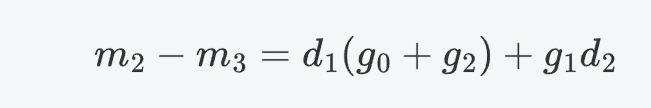 m₂ − m₃ = d₁(g₀ + g₂) + g₁d₂